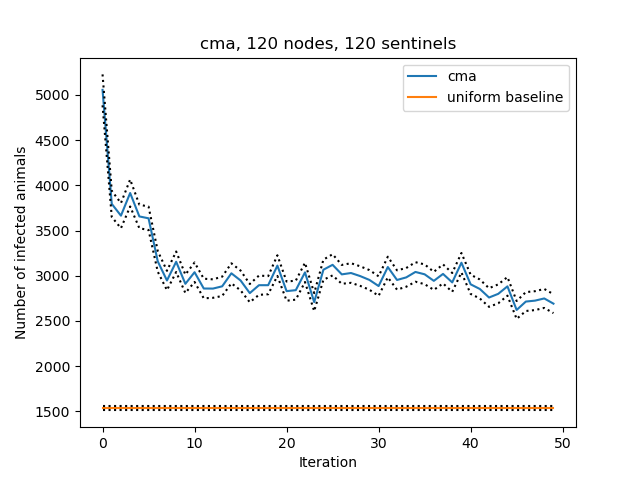 cma, 120 nodes, 120 sentinels
cma
uniform baseline
5000
4500
4000
3500
3000
2500
2000
1500
Number of infected animals
0
10
20
30
40
50
Iteration